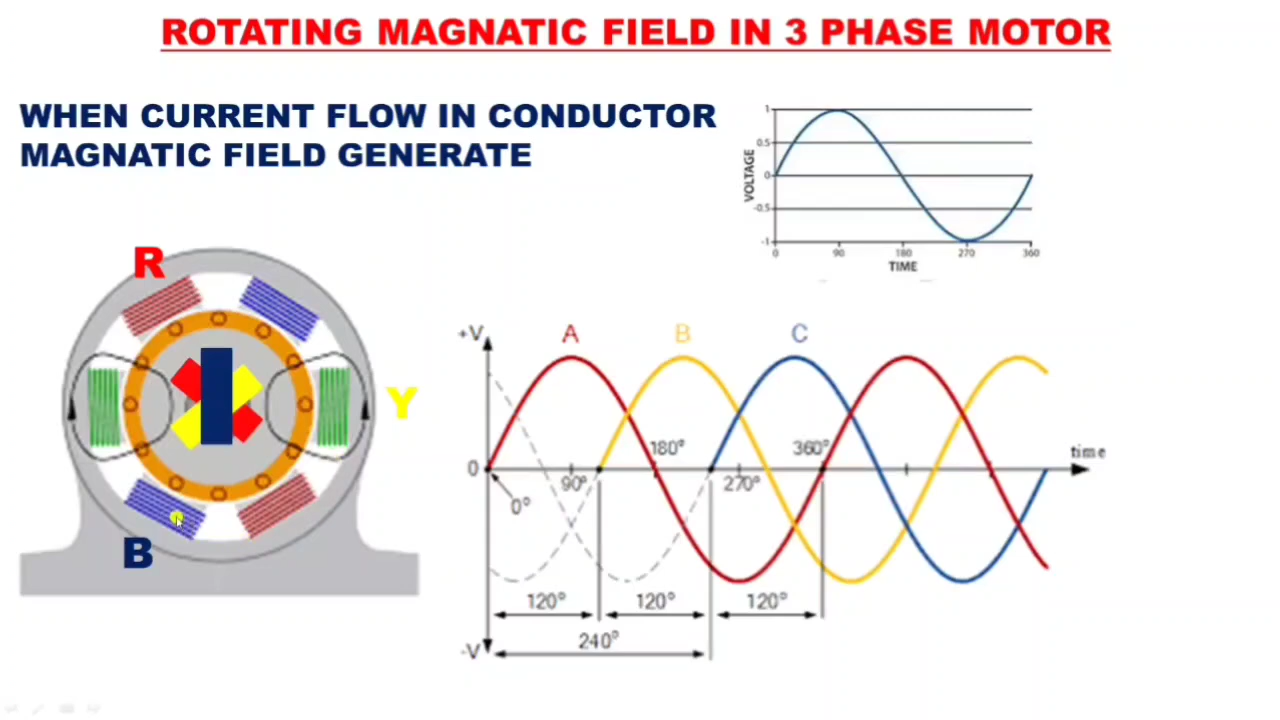 ROTATING MAGNATIC FIELD IN 3 PHASE MOTOR
WHEN CURRENT FLOW IN CONDUCTOR
MAGNATIC FIELD GENERATE
1
0.5
0
-0.5
-1
VOLTAGE
0 90 180 270 360
TIME
R
Y
B
+V
A B C
180° 360° time
0
90° 270°
0°
120° 120° 120°
240°
-V